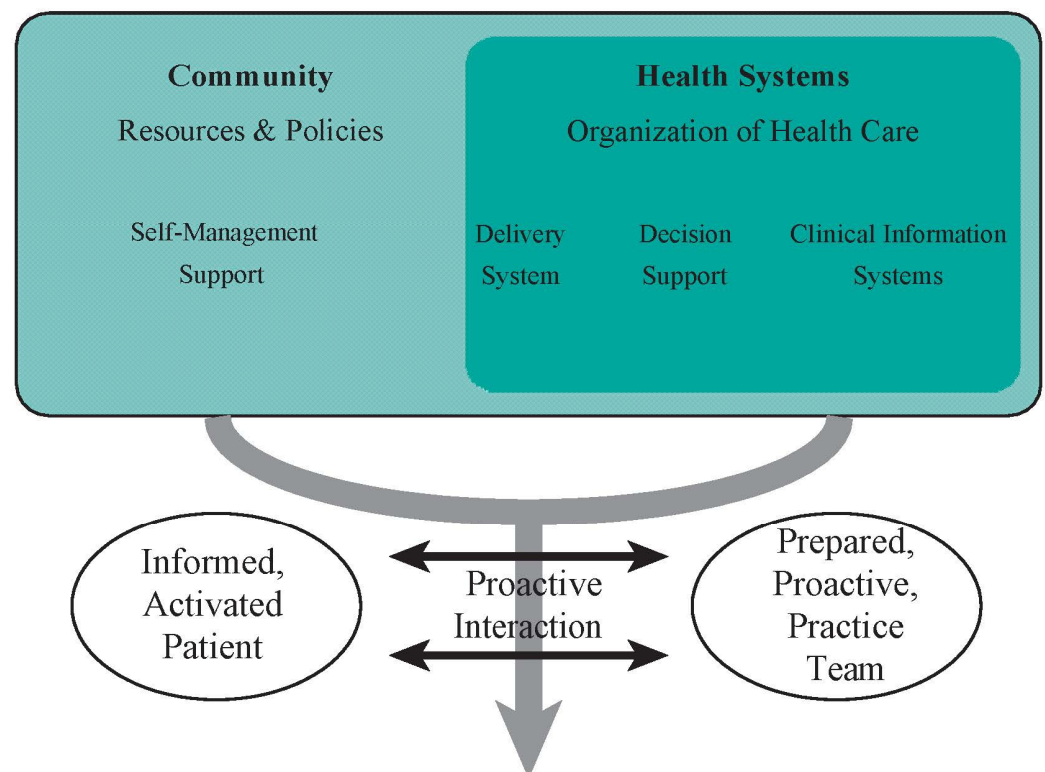 Community
Resources & Policies
Self-Management
Support
Health Systems
Organization of Health Care
Delivery
System
Decision
Support
Clinical Information
Systems
Informed,
Activated
Patient
Proactive
Interaction
Prepared,
Proactive,
Practice
Team